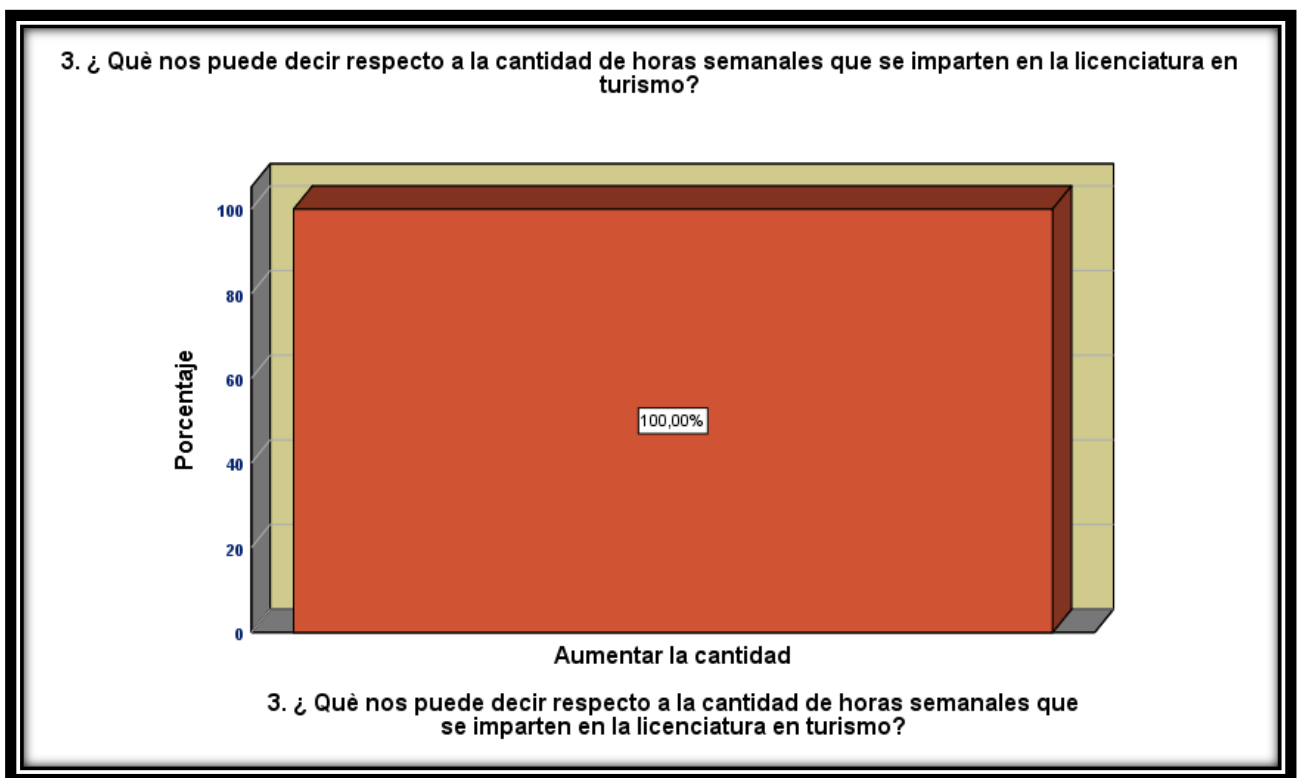 3. ¿ Què nos puede decir respecto a la cantidad de horas semanales que se imparten en la licenciatura en
turismo?
100
80
60
40
20
0
Porcentaje
100,00%
Aumentar la cantidad
3. ¿ Què nos puede decir respecto a la cantidad de horas semanales que
se imparten en la licenciatura en turismo?